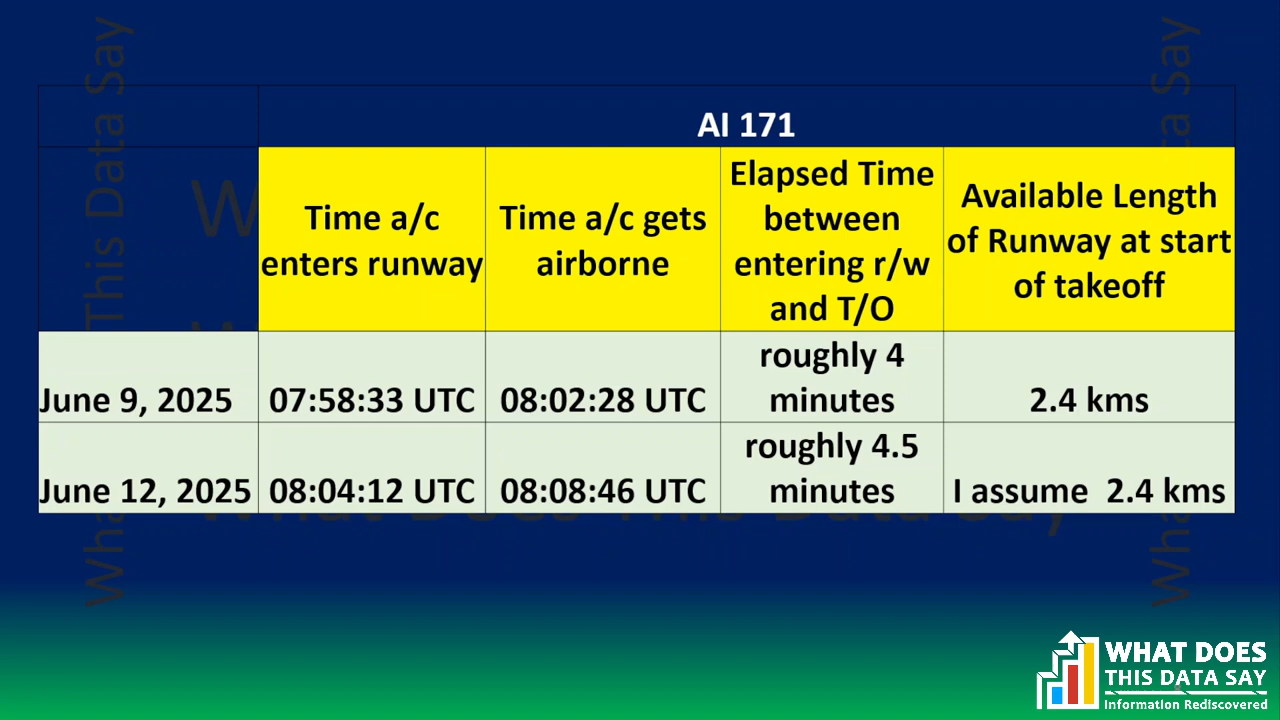 AI 171
Time a/c
enters runway
Time a/c gets
airborne
Elapsed Time
between
entering r/w
and T/O
Available Length
of Runway at start
of takeoff
June 9, 2025
07:58:33 UTC
08:02:28 UTC
roughly 4
minutes
2.4 kms
June 12, 2025
08:04:12 UTC
08:08:46 UTC
roughly 4.5
minutes
I assume 2.4 kms
WHAT DOES
THIS DATA SAY
Information Rediscovered
This Data Say